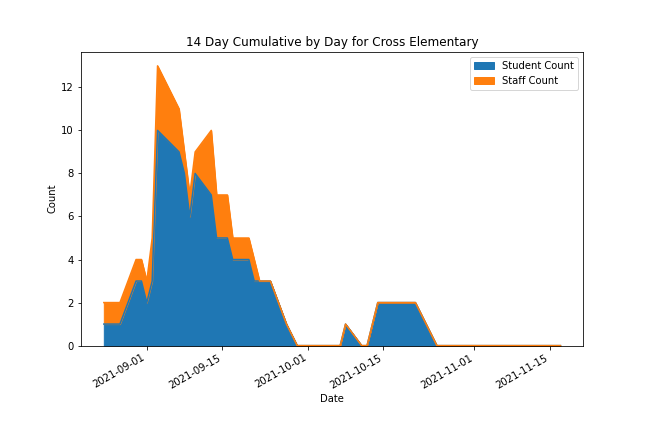 14 Day Cumulative by Day for Cross Elementary
Student Count
Staff Count
Count
12
10
8
6
4
2
0
2021-09-01
2021-09-15
2021-10-01
2021-10-15
2021-11-01
2021-11-15
Date